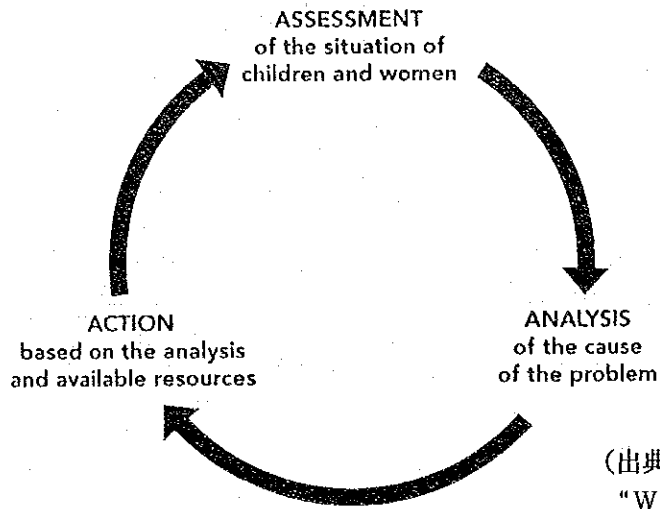 ASSESSMENT
of the situation of
children and women
ANALYSIS
of the cause
of the problem
ACTION
based on the analysis
and available resources
(出典
"W